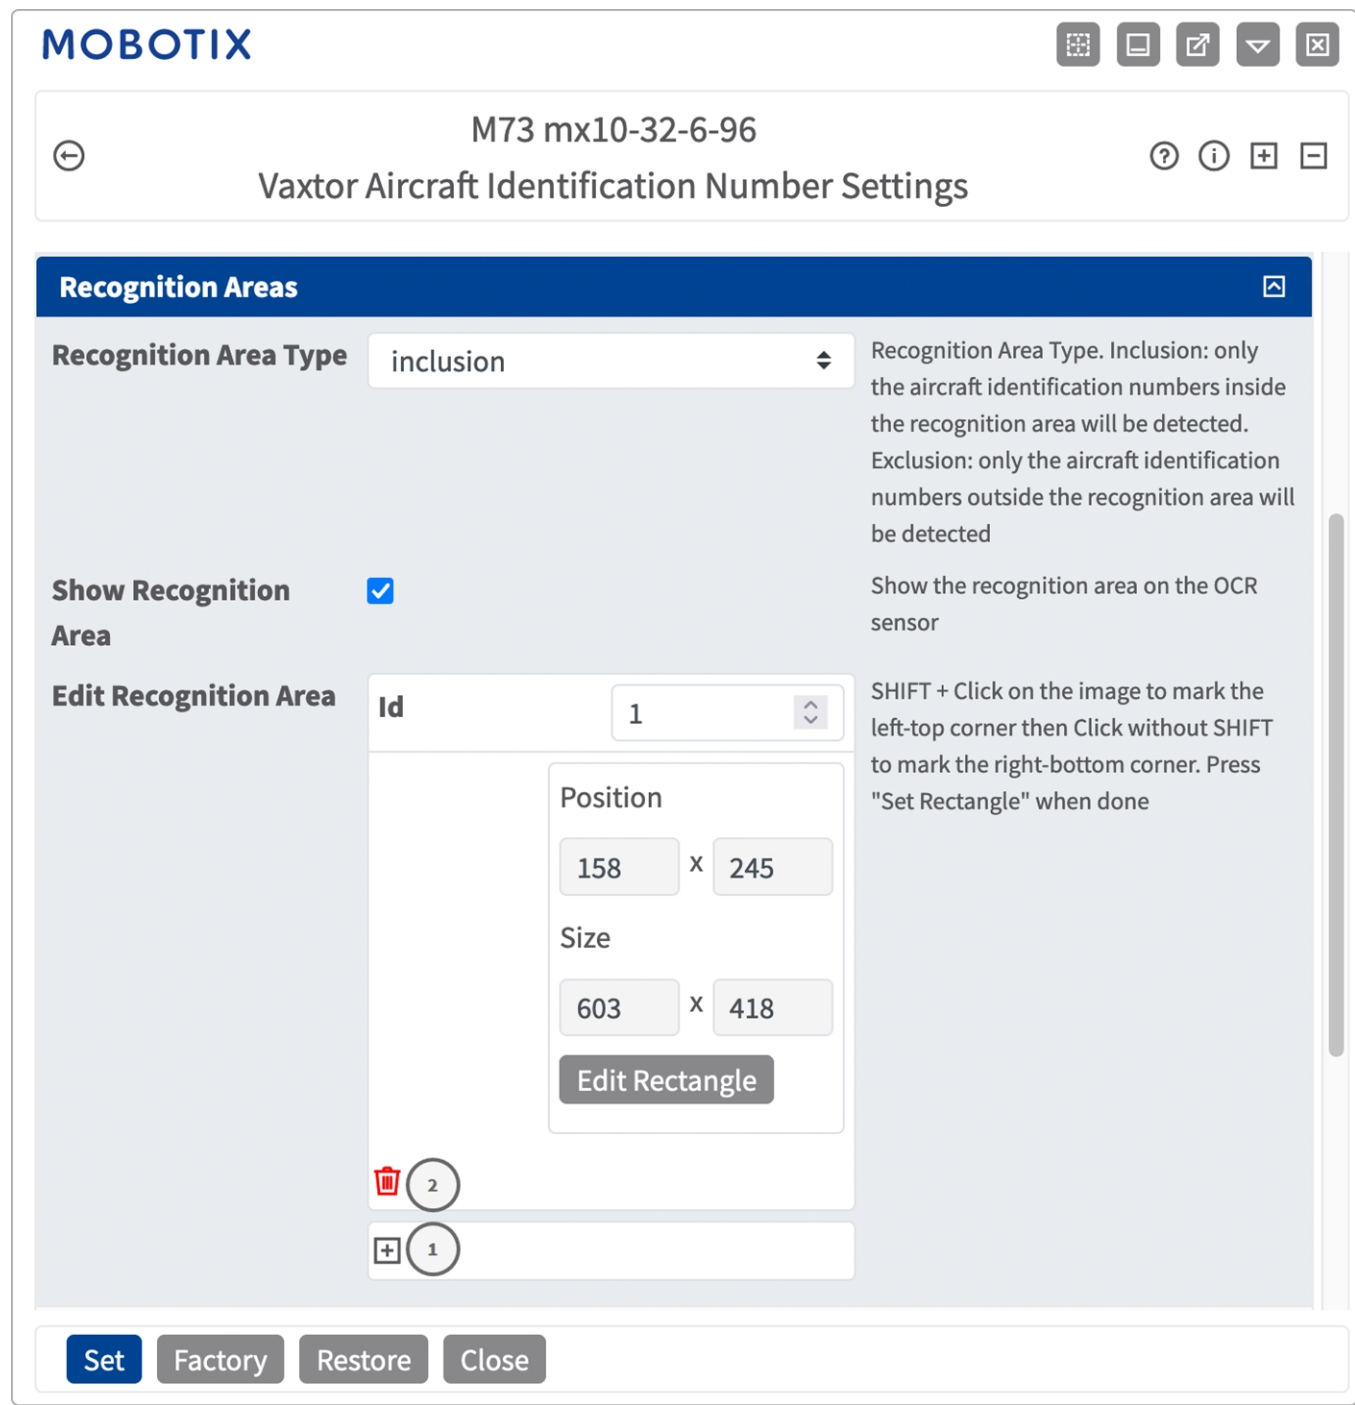 MOBOTIX
M73 mx10-32-6-96
Vaxtor Aircraft Identification Number Settings
Recognition Areas
Recognition Area Type
inclusion
Recognition Area Type. Inclusion: only
the aircraft identification numbers inside
the recognition area will be detected.
Exclusion: only the aircraft identification
numbers outside the recognition area will
be detected
Show Recognition
Area
Show the recognition area on the OCR
sensor
Edit Recognition Area
Id
1
SHIFT + Click on the image to mark the
left-top corner then Click without SHIFT
to mark the right-bottom corner. Press
"Set Rectangle" when done
Position
158 x 245
Size
603 x 418
Edit Rectangle
2
1
Set Factory Restore Close